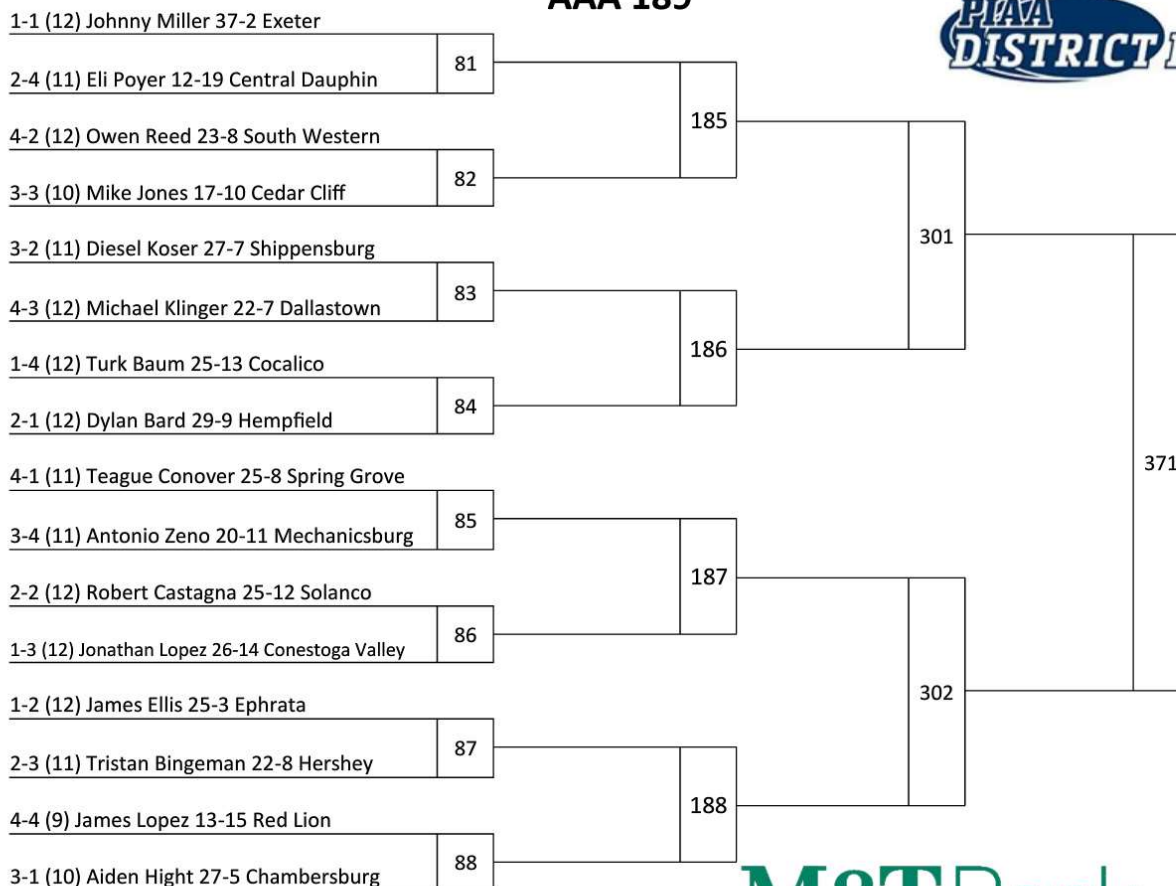 AAA 189
PIAA
DISTRICT
1-1 (12) Johnny Miller 37-2 Exeter
81
2-4 (11) Eli Poyer 12-19 Central Dauphin
185
4-2 (12) Owen Reed 23-8 South Western
82
3-3 (10) Mike Jones 17-10 Cedar Cliff
301
3-2 (11) Diesel Koser 27-7 Shippensburg
83
4-3 (12) Michael Klinger 22-7 Dallastown
186
1-4 (12) Turk Baum 25-13 Cocalico
84
2-1 (12) Dylan Bard 29-9 Hempfield
371
4-1 (11) Teague Conover 25-8 Spring Grove
85
3-4 (11) Antonio Zeno 20-11 Mechanicsburg
187
2-2 (12) Robert Castagna 25-12 Solanco
86
1-3 (12) Jonathan Lopez 26-14 Conestoga Valley
302
1-2 (12) James Ellis 25-3 Ephrata
87
2-3 (11) Tristan Bingeman 22-8 Hershey
188
4-4 (9) James Lopez 13-15 Red Lion
88
3-1 (10) Aiden Hight 27-5 Chambersburg
M&T Bank